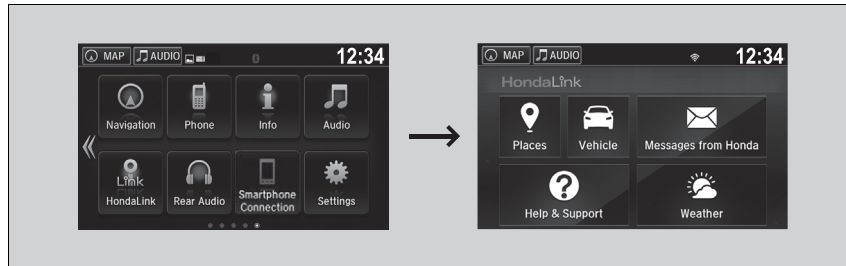 MAP AUDIO 12:34
Navigation Phone Info Audio
Link
HondaLink Rear Audio Smartphone Connection Settings
MAP AUDIO 12:34
HondaLink
Places Vehicle Messages from Honda
Help & Support Weather